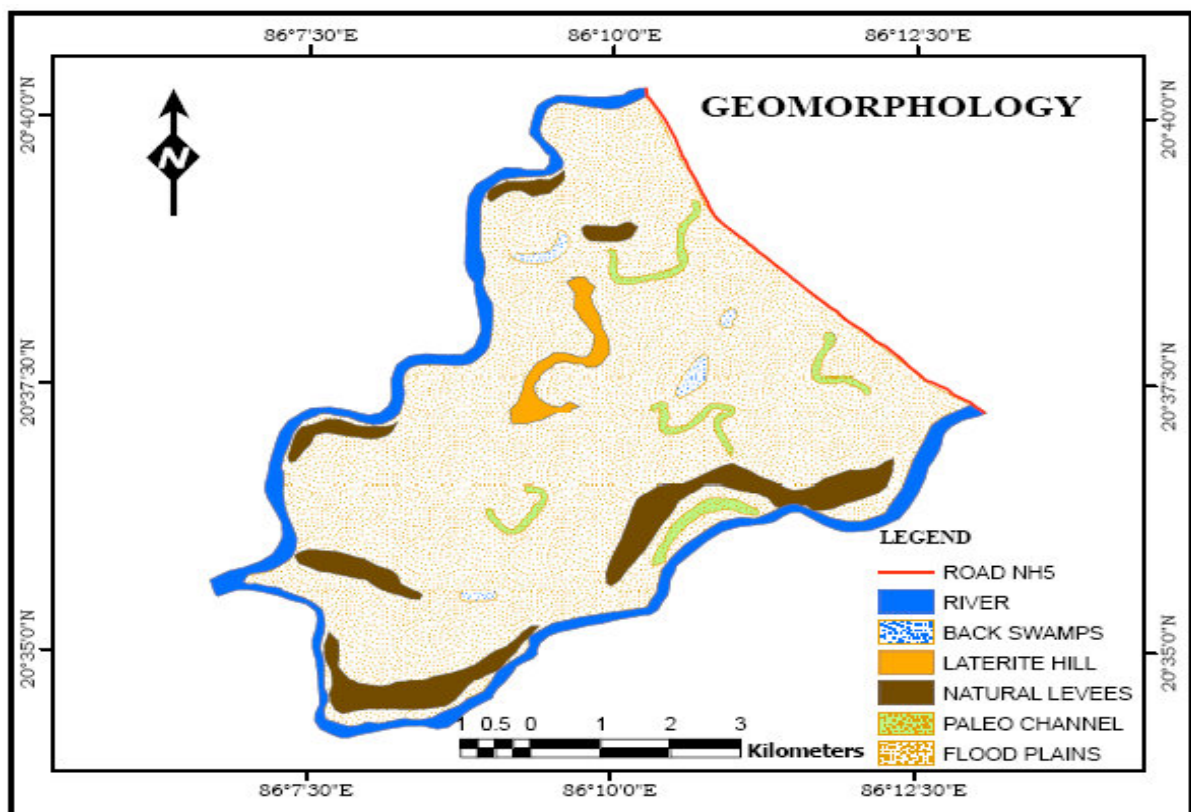 86°7'30"E 86°10'0"E 86°12'30"E
GEOMORPHOLOGY
20°40'0"N 20°40'0"N
N
20°37'30"N 20°37'30"N
20°35'0"N 20°35'0"N
LEGEND
ROAD NH5
RIVER
BACK SWAMPS
LATERITE HILL
NATURAL LEVEES
PALEO CHANNEL
FLOOD PLAINS
1 0.5 0 1 2 3
Kilometers
86°7'30"E 86°10'0"E 86°12'30"E